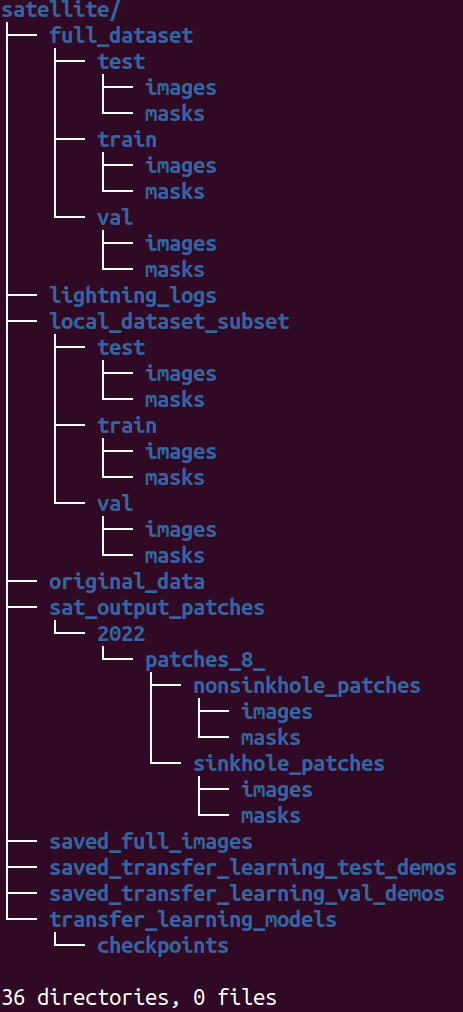 satellite/
full_dataset
test
images
masks
train
images
masks
val
images
masks
lightning_logs
local_dataset_subset
test
images
masks
train
images
masks
val
images
masks
original_data
sat_output_patches
2022
patches_8_
nonsinkhole_patches
images
masks
sinkhole_patches
images
masks
saved_full_images
saved_transfer_learning_test_demos
saved_transfer_learning_val_demos
transfer_learning_models
checkpoints
36 directories, 0 files